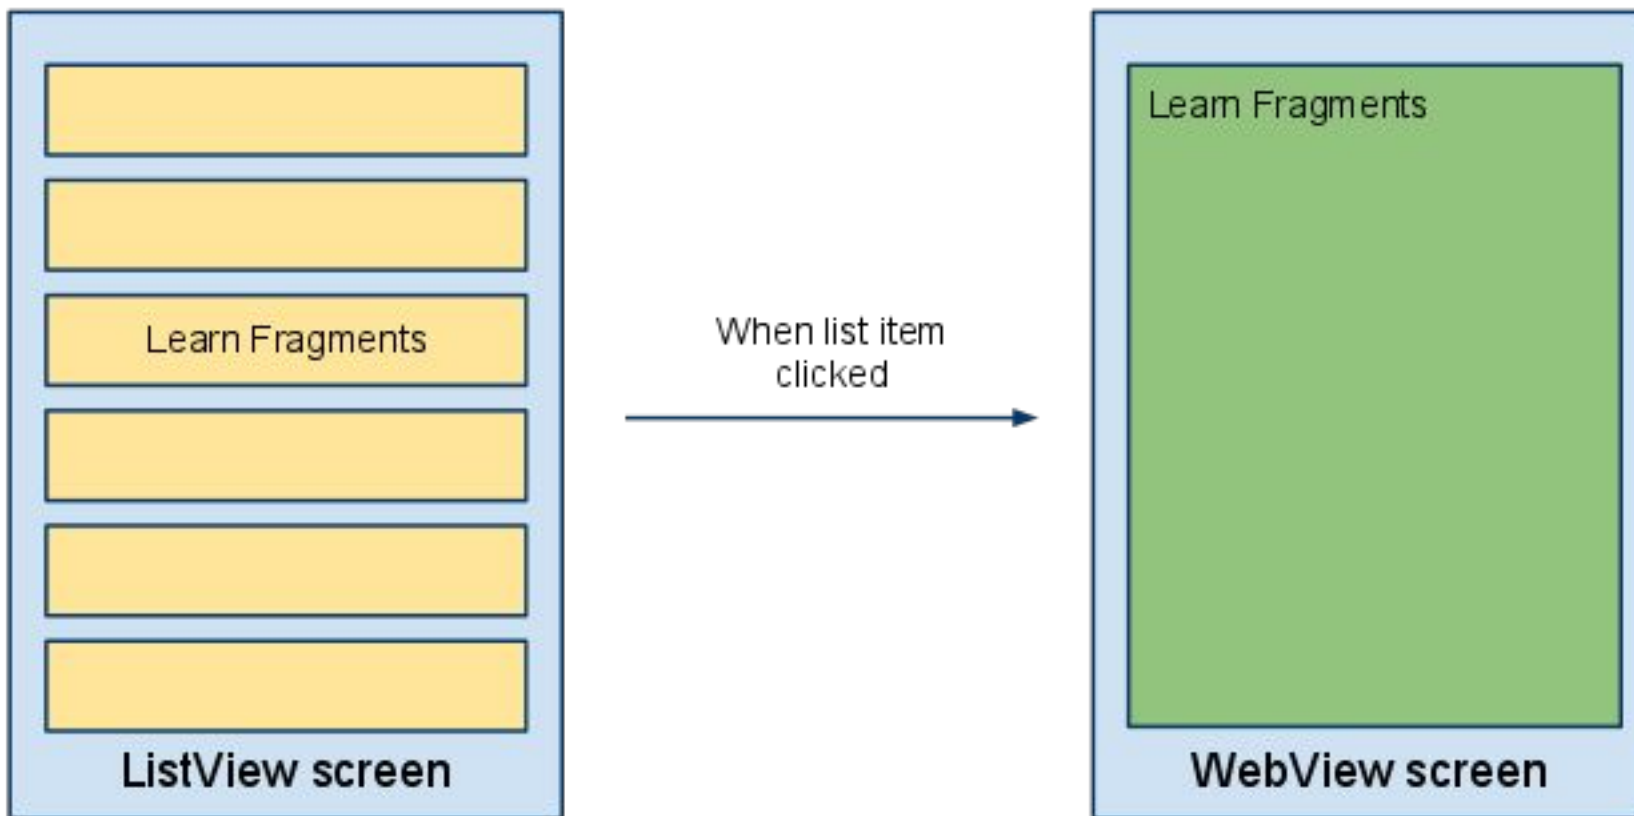 Learn Fragments
ListView screen
When list item
clicked
Learn Fragments
WebView screen